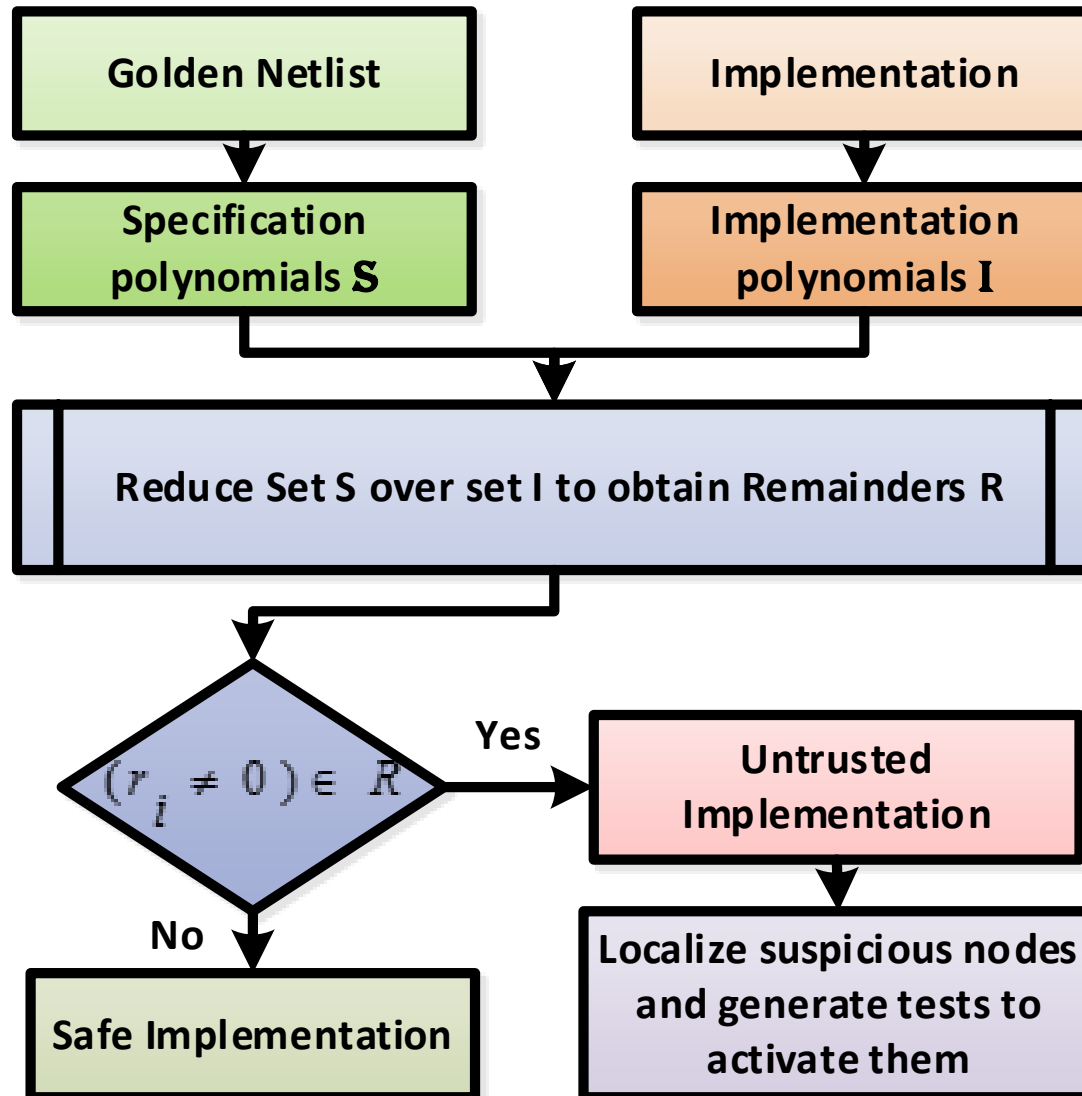 Golden Netlist
Implementation
Specification
polynomials S
Implementation
polynomials I
Reduce Set S over set I to obtain Remainders R
(r_i ≠ 0) ∈ R
Yes
Untrusted
Implementation
No
Safe Implementation
Localize suspicious nodes
and generate tests to
activate them